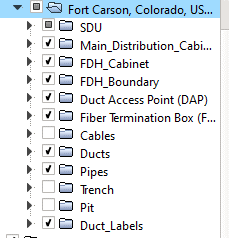 Fort Carson, Colorado, US...
SDU
Main_Distribution_Cabi...
FDH_Cabinet
FDH_Boundary
Duct Access Point (DAP)
Fiber Termination Box (F...
Cables
Ducts
Pipes
Trench
Pit
Duct_Labels